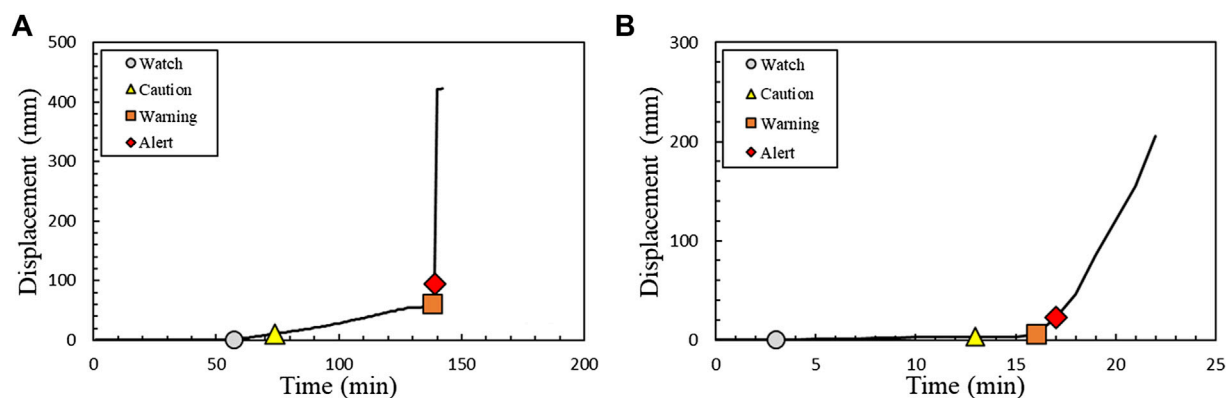 A
500
400
300
200
100
0
Displacement (mm)
Watch
Caution
Warning
Alert
0 50 100 150 200
Time (min)
B
300
200
100
0
Displacement (mm)
Watch
Caution
Warning
Alert
0 5 10 15 20 25
Time (min)